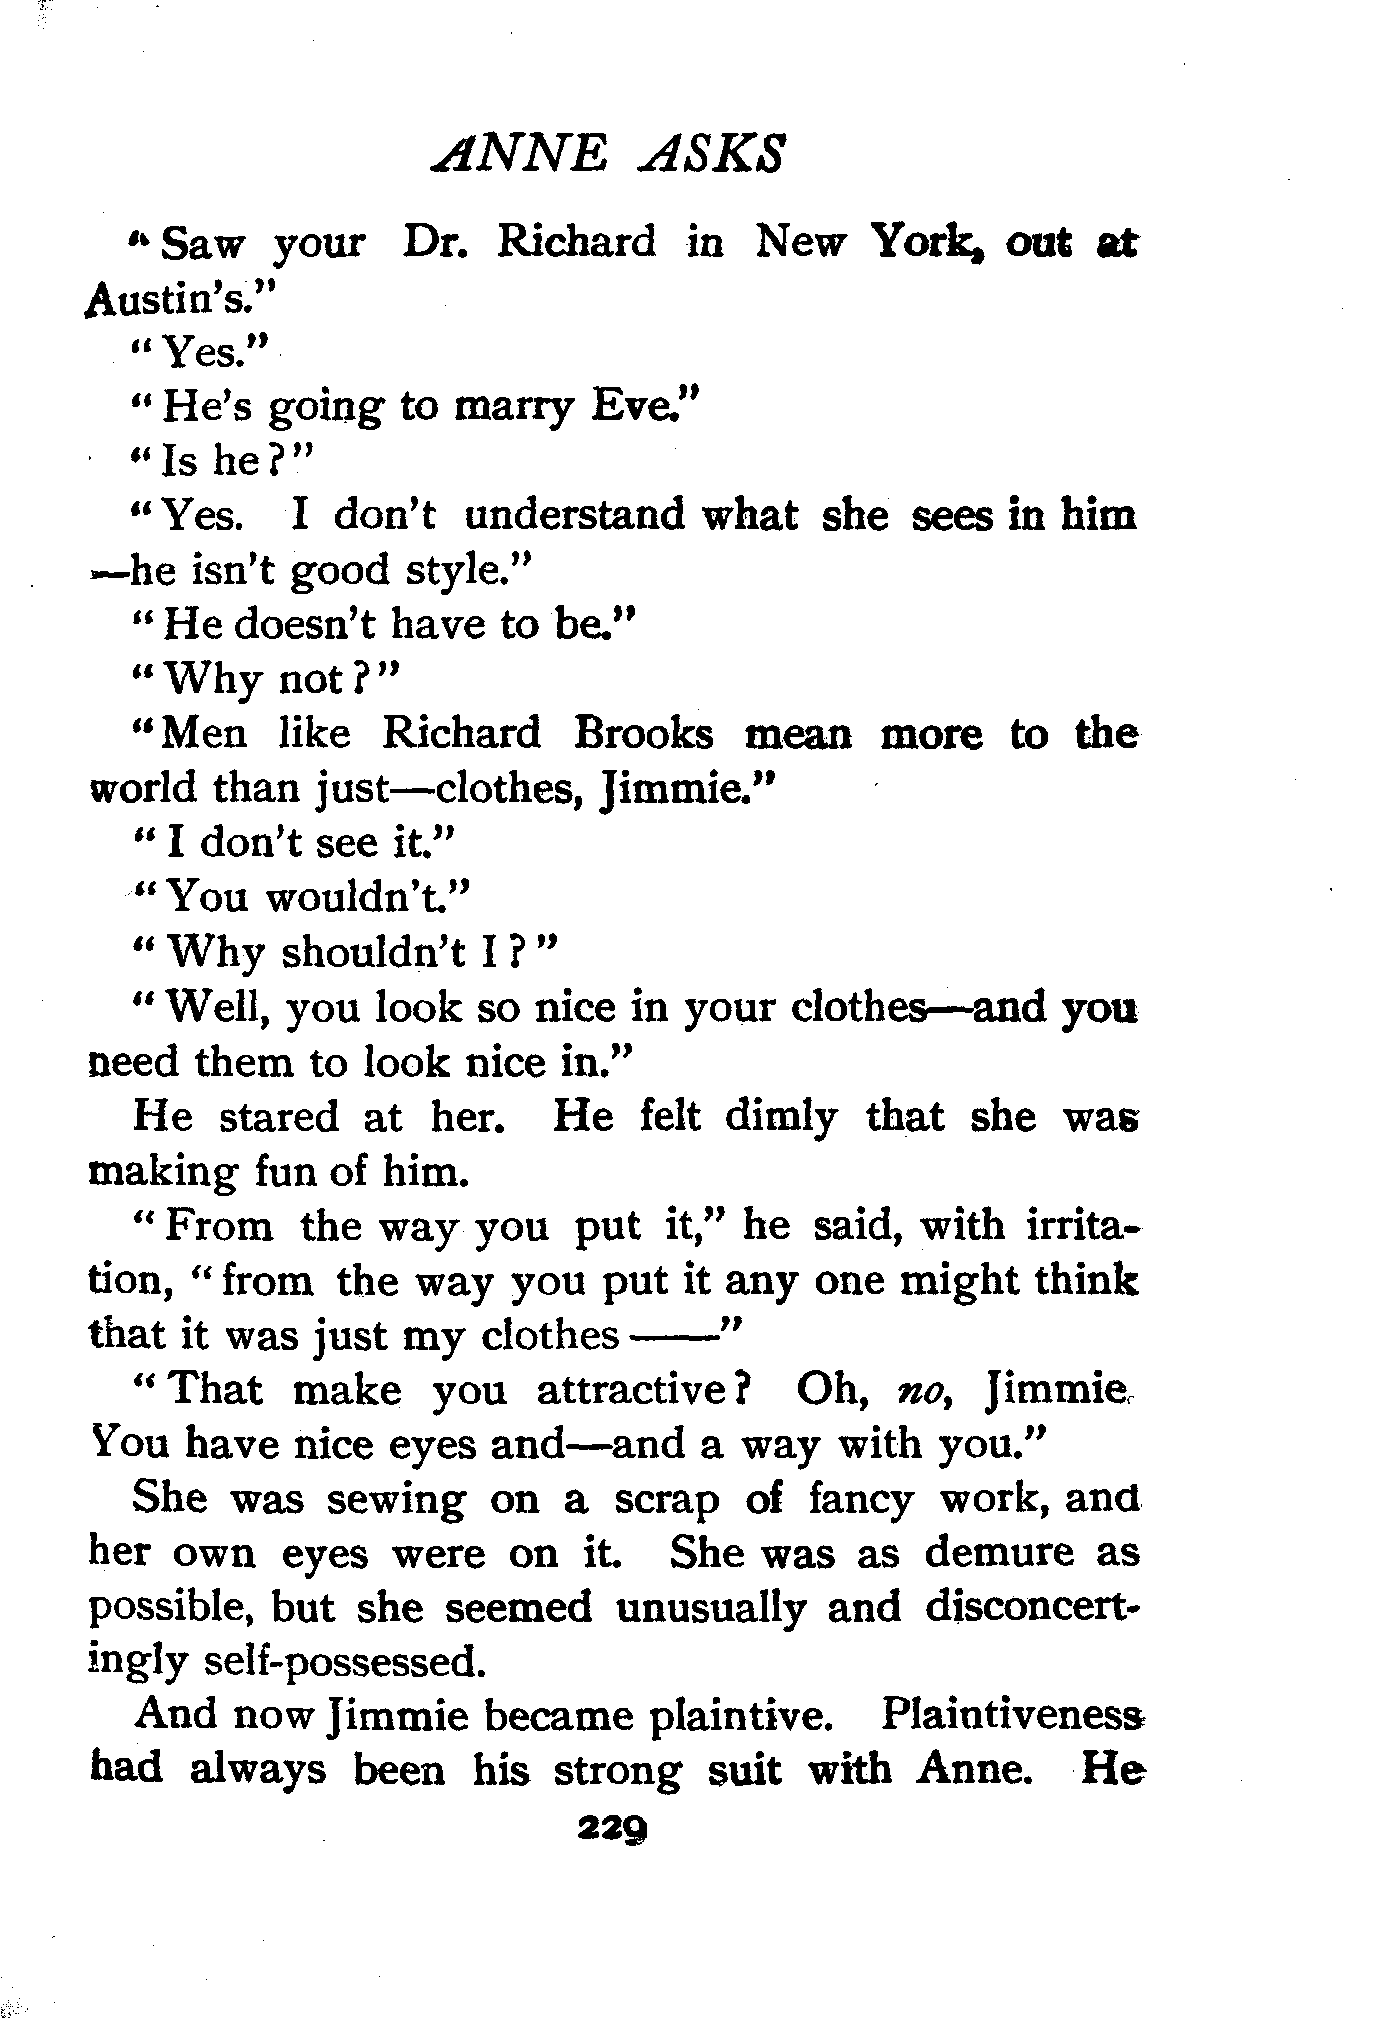 ANNE ASKS
"Saw your Dr. Richard in New York, out at
Austin's."
"Yes."
"He's going to marry Eve."
"Is he?"
"Yes. I don't understand what she sees in him
—he isn't good style."
"He doesn't have to be."
"Why not?"
"Men like Richard Brooks mean more to the
world than just—clothes, Jimmie."
"I don't see it."
"You wouldn't."
"Why shouldn't I?"
"Well, you look so nice in your clothes—and you
need them to look nice in."
He stared at her. He felt dimly that she was
making fun of him.
"From the way you put it," he said, with irrita-
tion, "from the way you put it any one might think
that it was just my clothes——"
"That make you attractive? Oh, no, Jimmie.
You have nice eyes and—and a way with you."
She was sewing on a scrap of fancy work, and
her own eyes were on it. She was as demure as
possible, but she seemed unusually and disconcert-
ingly self-possessed.
And now Jimmie became plaintive. Plaintiveness
had always been his strong suit with Anne. He
229